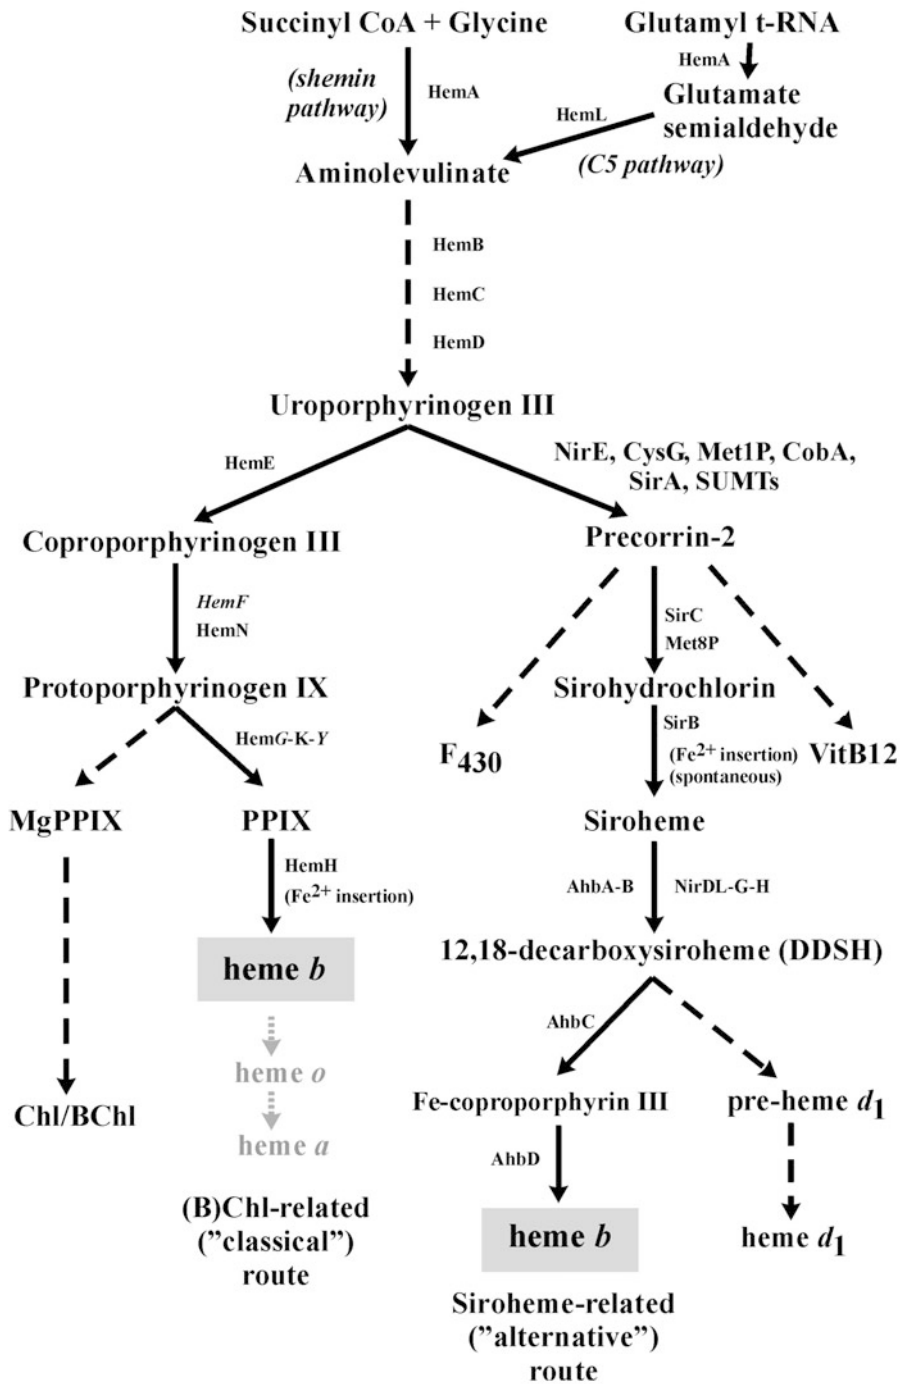 Succinyl CoA + Glycine
Glutamyl t-RNA
(shemin
pathway)
HemA
HemA
Glutamate
semialdehyde
HemL
(C5 pathway)
Aminolevulinate
HemB
HemC
HemD
Uroporphyrinogen III
HemE
NirE, CysG, Met1P, CobA,
SirA, SUMTs
Coproporphyrinogen III
Precorrin-2
HemF
HemN
SirC
Met8P
Protoporphyrinogen IX
Sirohydrochlorin
HemG-K-Y
SirB
(Fe2+ insertion)
(spontaneous)
F430
VitB12
MgPPIX
PPIX
Siroheme
HemH
(Fe2+ insertion)
AhbA-B
NirDL-G-H
heme b
12,18-decarboxysiroheme (DDSH)
AhbC
heme o
Chl/BChl
Fe-coproporphyrin III
pre-heme d1
heme a
AhbD
(B)Chl-related
("classical")
route
heme b
heme d1
Siroheme-related
("alternative")
route